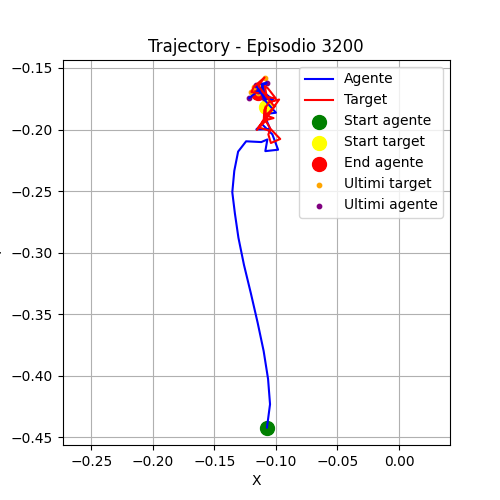 Trajectory - Episodio 3200
Agente
Target
Start agente
Start target
End agente
Ultimi target
Ultimi agente
−0.15
−0.20
−0.25
−0.30
−0.35
−0.40
−0.45
−0.25
−0.20
−0.15
−0.10
−0.05
0.00
X